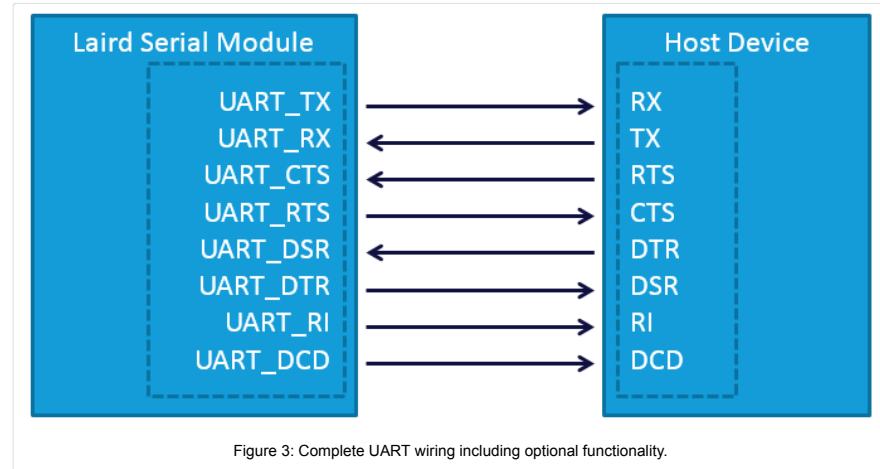 Laird Serial Module
Host Device
UART_TX
RX
UART_RX
TX
UART_CTS
RTS
UART_RTS
CTS
UART_DSR
DTR
UART_DTR
DSR
UART_RI
RI
UART_DCD
DCD
Figure 3: Complete UART wiring including optional functionality.